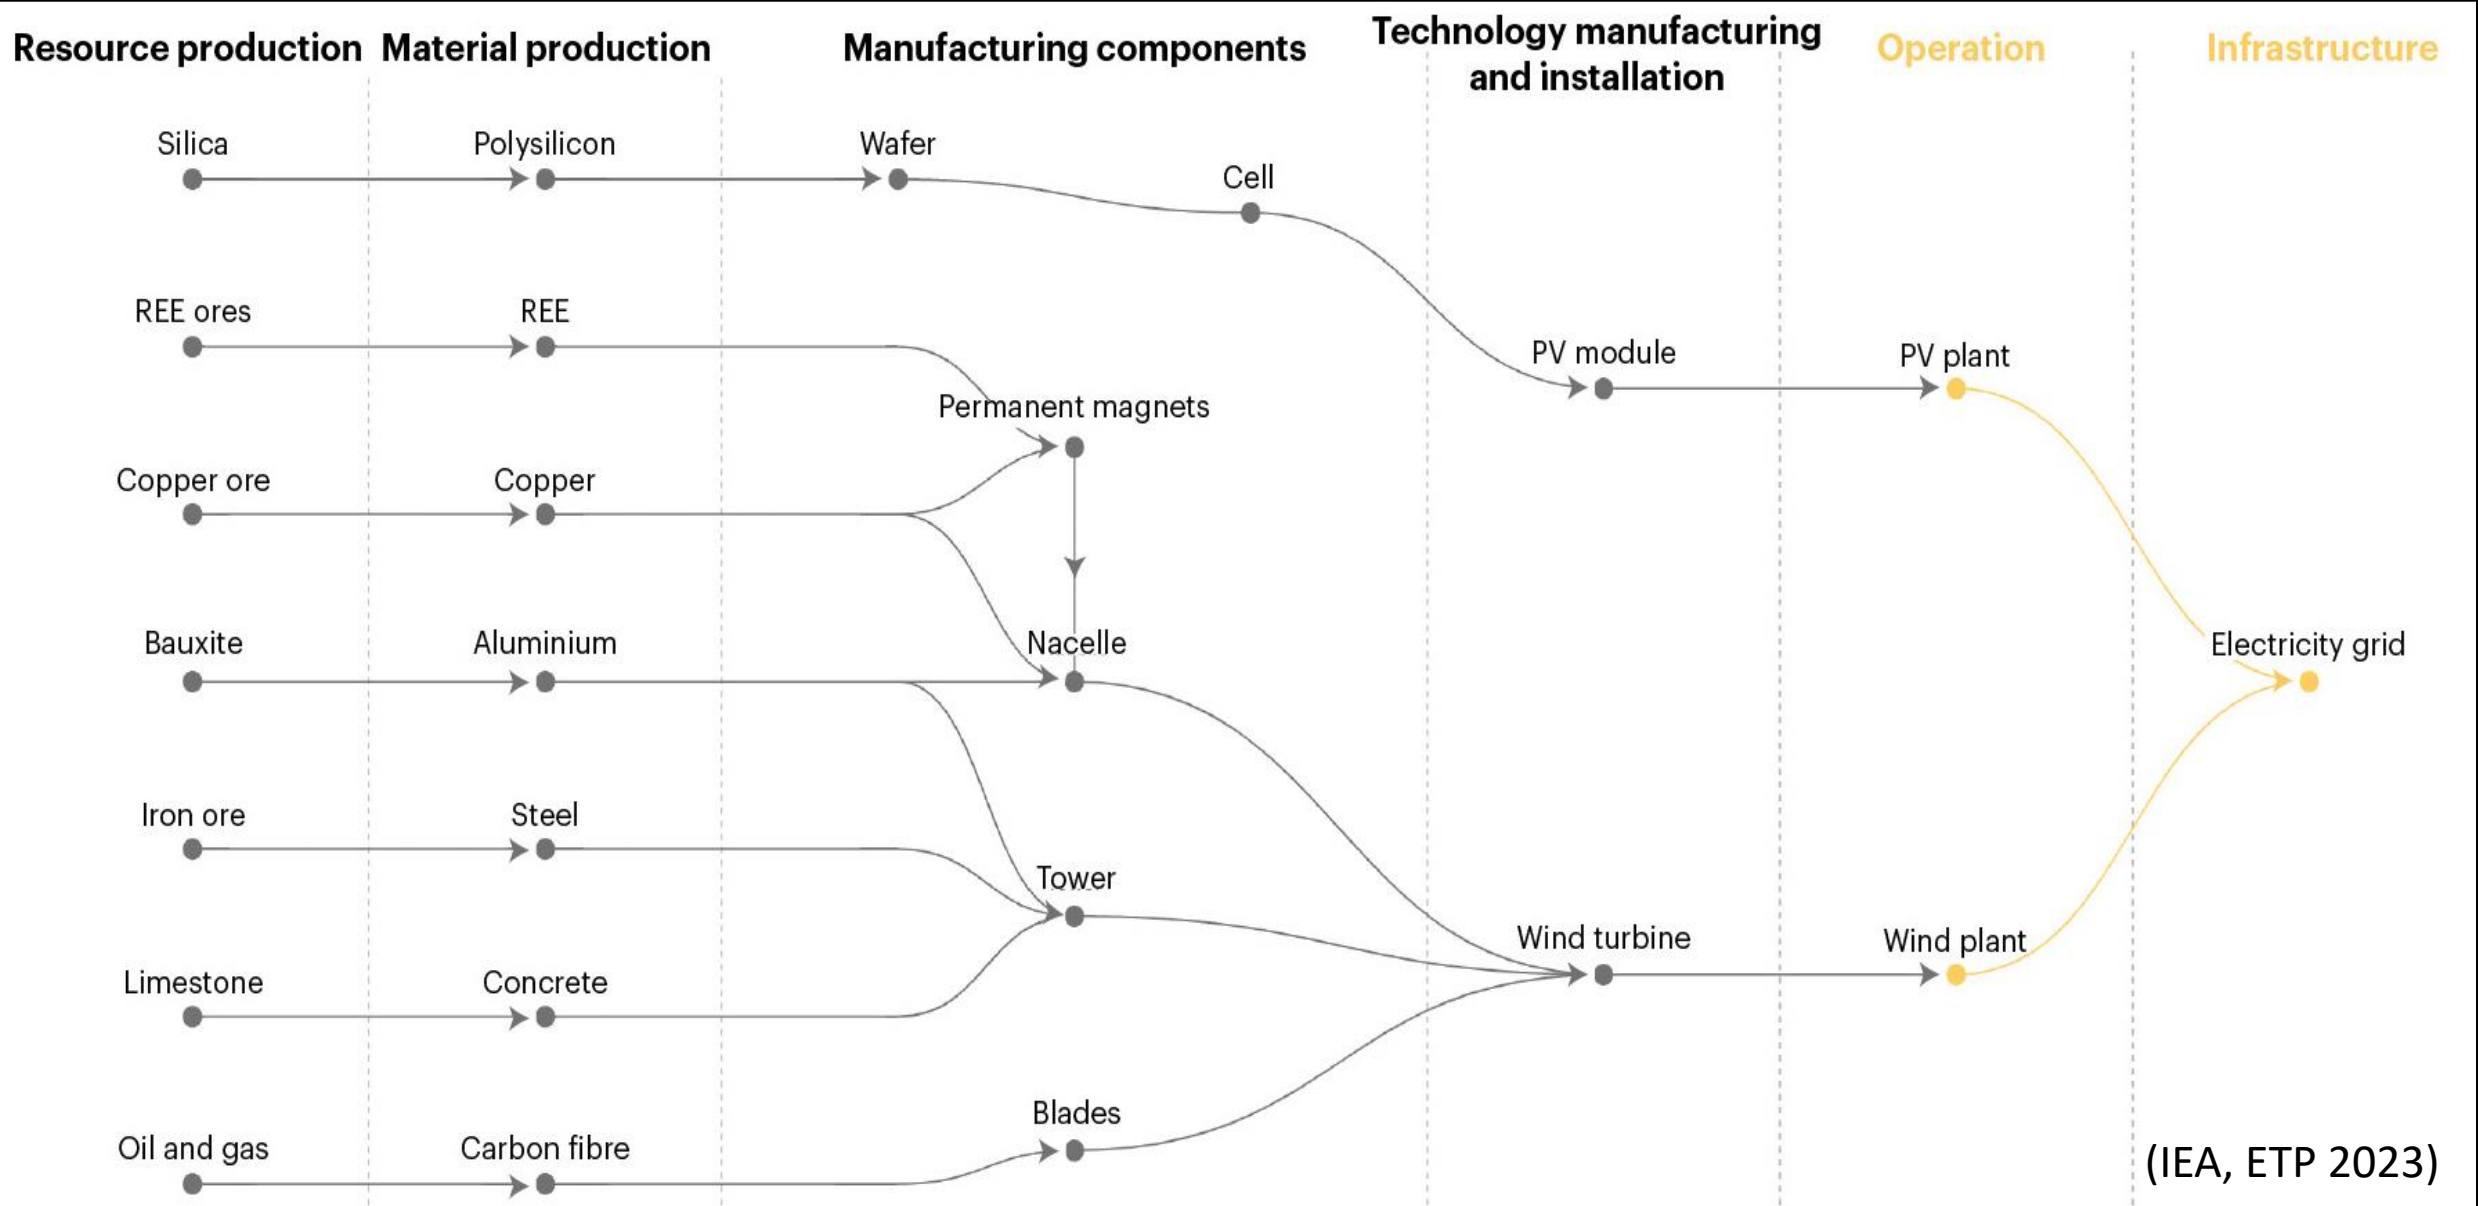 Resource production
Material production
Manufacturing components
Technology manufacturing
and installation
Operation
Infrastructure
Silica
Polysilicon
Wafer
Cell
REE ores
REE
Permanent magnets
PV module
PV plant
Copper ore
Copper
Bauxite
Aluminium
Nacelle
Electricity grid
Iron ore
Steel
Tower
Wind turbine
Wind plant
Limestone
Concrete
Blades
Oil and gas
Carbon fibre
(IEA, ETP 2023)